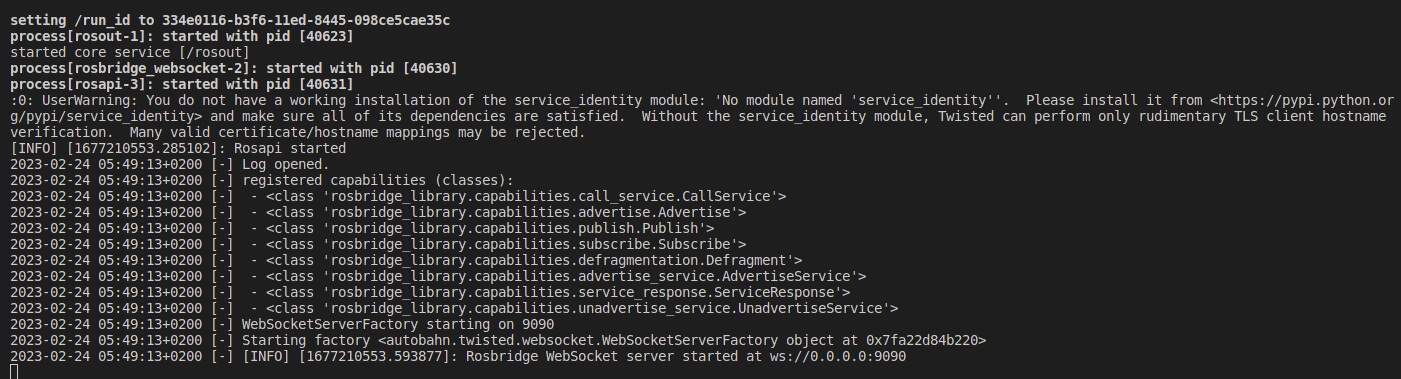 setting /run_id to 334e0116-b3f6-11ed-8445-098ce5cae35c
process[rosout-1]: started with pid [40623]
started core service [/rosout]
process[rosbridge_websocket-2]: started with pid [40630]
process[rosapi-3]: started with pid [40631]
:0: UserWarning: You do not have a working installation of the service_identity module: 'No module named 'service_identity''.  Please install it from <https://pypi.python.or
g/pypi/service_identity> and make sure all of its dependencies are satisfied.  Without the service_identity module, Twisted can perform only rudimentary TLS client hostname
verification.  Many valid certificate/hostname mappings may be rejected.
[INFO] [1677210553.285102]: Rosapi started
2023-02-24 05:49:13+0200 [-] Log opened.
2023-02-24 05:49:13+0200 [-] registered capabilities (classes):
2023-02-24 05:49:13+0200 [-]  - <class 'rosbridge_library.capabilities.call_service.CallService'>
2023-02-24 05:49:13+0200 [-]  - <class 'rosbridge_library.capabilities.advertise.Advertise'>
2023-02-24 05:49:13+0200 [-]  - <class 'rosbridge_library.capabilities.publish.Publish'>
2023-02-24 05:49:13+0200 [-]  - <class 'rosbridge_library.capabilities.subscribe.Subscribe'>
2023-02-24 05:49:13+0200 [-]  - <class 'rosbridge_library.capabilities.defragmentation.Defragment'>
2023-02-24 05:49:13+0200 [-]  - <class 'rosbridge_library.capabilities.advertise_service.AdvertiseService'>
2023-02-24 05:49:13+0200 [-]  - <class 'rosbridge_library.capabilities.service_response.ServiceResponse'>
2023-02-24 05:49:13+0200 [-]  - <class 'rosbridge_library.capabilities.unadvertise_service.UnadvertiseService'>
2023-02-24 05:49:13+0200 [-] WebSocketServerFactory starting on 9090
2023-02-24 05:49:13+0200 [-] Starting factory <autobahn.twisted.websocket.WebSocketServerFactory object at 0x7fa22d84b220>
2023-02-24 05:49:13+0200 [-] [INFO] [1677210553.593877]: Rosbridge WebSocket server started at ws://0.0.0.0:9090